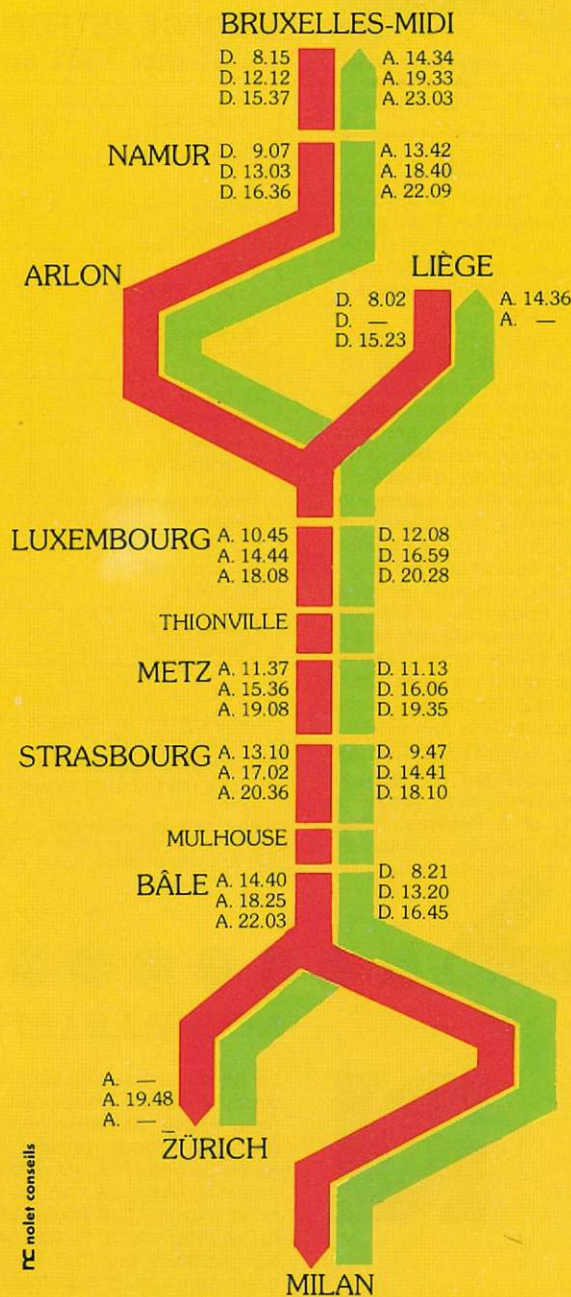 BRUXELLES-MIDI
D. 8.15 A. 14.34
D. 12.12 A. 19.33
D. 15.37 A. 23.03
NAMUR D. 9.07 A. 13.42
D. 13.03 A. 18.40
D. 16.36 A. 22.09
ARLON
LIÈGE
D. 8.02 A. 14.36
D. — A. —
D. 15.23
LUXEMBOURG A. 10.45 D. 12.08
A. 14.44 D. 16.59
A. 18.08 D. 20.28
THIONVILLE
METZ A. 11.37 D. 11.13
A. 15.36 D. 16.06
A. 19.08 D. 19.35
STRASBOURG A. 13.10 D. 9.47
A. 17.02 D. 14.41
A. 20.36 D. 18.10
MULHOUSE
BÂLE A. 14.40 D. 8.21
A. 18.25 D. 13.20
A. 22.03 D. 16.45
A. —
A. 19.48
A. —
ZÜRICH
MILAN
nc nolet conseils